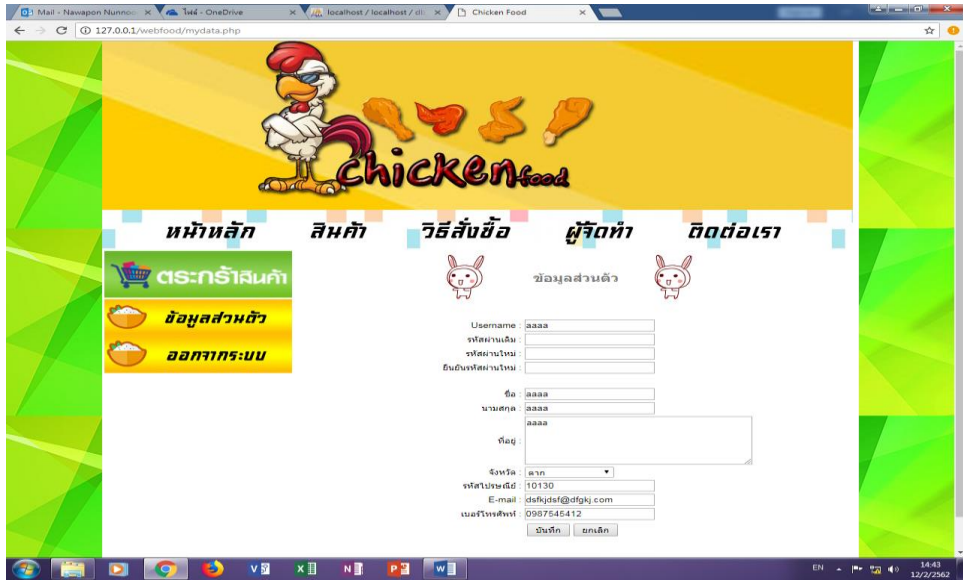 Mail - Nawapon Nunnoo
ไฟล์ - OneDrive
localhost / localhost / di
Chicken Food
127.0.0.1/webfood/mydata.php
chicken food
หน้าหลัก
สินค้า
วิธีสั่งซื้อ
ผู้จัดทำ
ติดต่อเรา
ตระกร้าสินค้า
ข้อมูลส่วนตัว
ออกจากระบบ
ข้อมูลส่วนตัว
Username : aaaa
รหัสผ่านเดิม :
รหัสผ่านใหม่ :
ยืนยันรหัสผ่านใหม่ :
ชื่อ : aaaa
นามสกุล : aaaa
ที่อยู่ : aaaa
จังหวัด : ตาก
รหัสไปรษณีย์ : 10130
E-mail : dsfkjdsf@dfgkj.com
เบอร์โทรศัพท์ : 0987545412
บันทึก
ยกเลิก
EN
14:43
12/2/2562